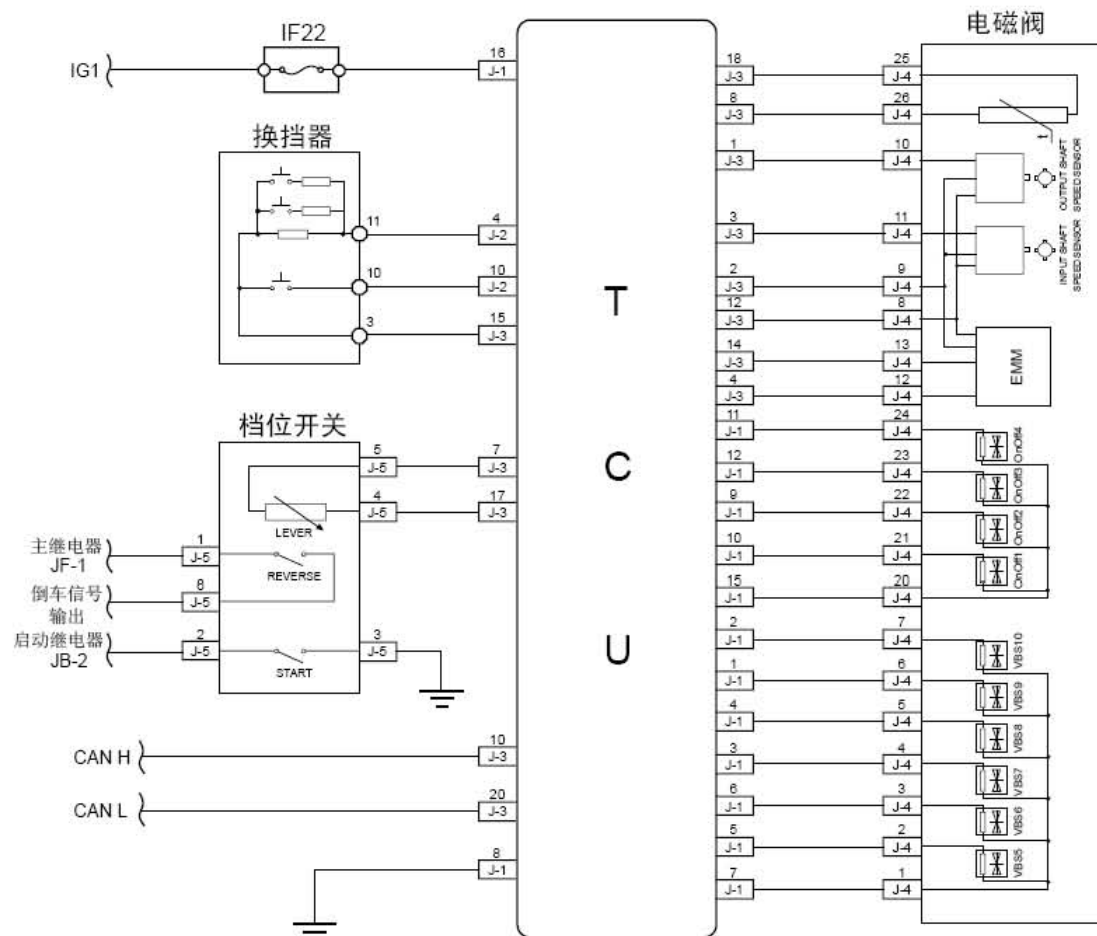 电磁阀
IF22
IG1
16
J-1
换挡器
11
4
J-2
10
10
J-2
3
15
J-3
档位开关
5
J-5
7
J-3
4
J-5
17
J-3
LEVER
主继电器
JF-1
1
J-5
REVERSE
倒车信号
输出
6
J-5
启动继电器
JB-2
2
J-5
START
3
J-5
CAN H
10
J-3
CAN L
20
J-3
8
J-1
T
C
U
18
J-3
25
J-4
8
J-3
26
J-4
t
1
J-3
10
J-4
OUTPUT SHAFT
SPEED SENSOR
3
J-3
11
J-4
INPUT SHAFT
SPEED SENSOR
2
J-3
9
J-4
12
J-3
8
J-4
14
J-3
13
J-4
4
J-3
12
J-4
EMM
11
J-1
24
J-4
OnOff4
12
J-1
23
J-4
OnOff3
9
J-1
22
J-4
OnOff2
10
J-1
21
J-4
OnOff1
15
J-1
20
J-4
2
J-1
7
J-4
VBS10
1
J-1
6
J-4
VBS9
4
J-1
5
J-4
VBS8
3
J-1
4
J-4
VBS7
6
J-1
3
J-4
VBS6
5
J-1
2
J-4
VBS5
7
J-1
1
J-4